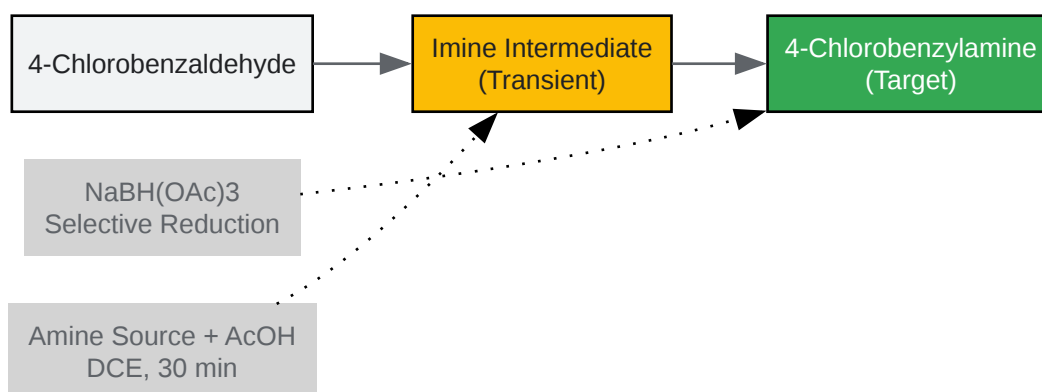 4-Chlorobenzaldehyde
Imine Intermediate
(Transient)
4-Chlorobenzylamine
(Target)
NaBH(OAc)3
Selective Reduction
Amine Source + AcOH
DCE, 30 min